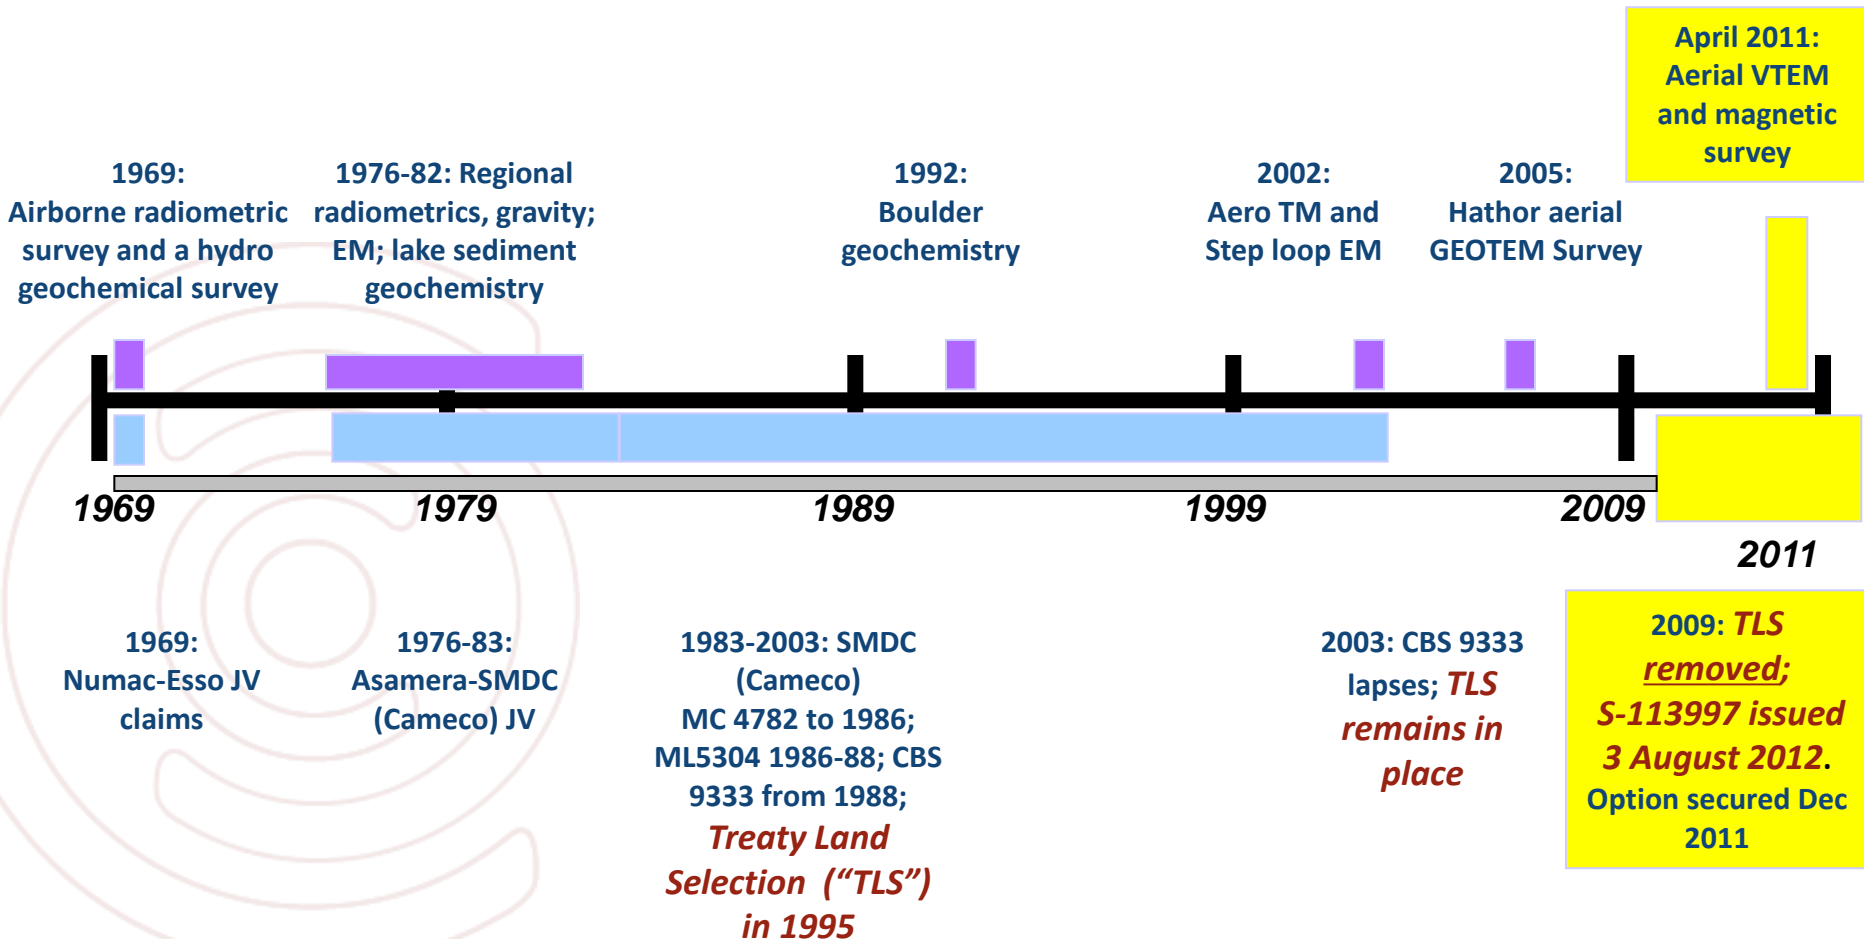 April 2011:
Aerial VTEM
and magnetic
survey
1969:
Airborne radiometric
survey and a hydro
geochemical survey
1976-82: Regional
radiometrics, gravity;
EM; lake sediment
geochemistry
1992:
Boulder
geochemistry
2002:
Aero TM and
Step loop EM
2005:
Hathor aerial
GEOTEM Survey
1969
1979
1989
1999
2009
2011
1969:
Numac-Esso JV
claims
1976-83:
Asamera-SMDC
(Cameco) JV
1983-2003: SMDC
(Cameco)
MC 4782 to 1986;
ML5304 1986-88; CBS
9333 from 1988;
Treaty Land
Selection (“TLS”)
in 1995
2003: CBS 9333
lapses; TLS
remains in
place
2009: TLS
removed;
S-113997 issued
3 August 2012.
Option secured Dec
2011